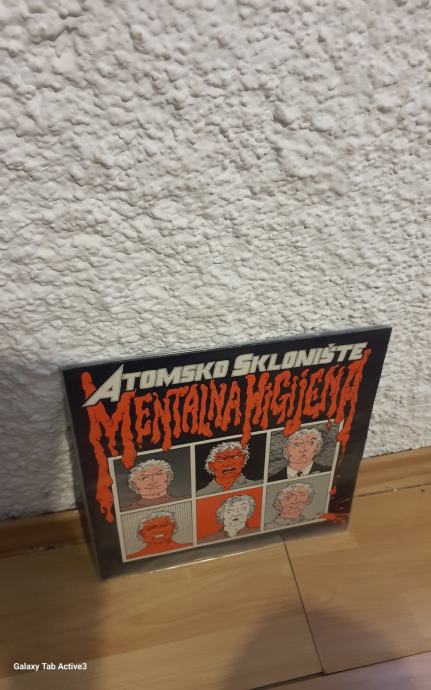 ATOMSKO SKLONIŠTE
MENTALNA HIGIJENA
Galaxy Tab Active3